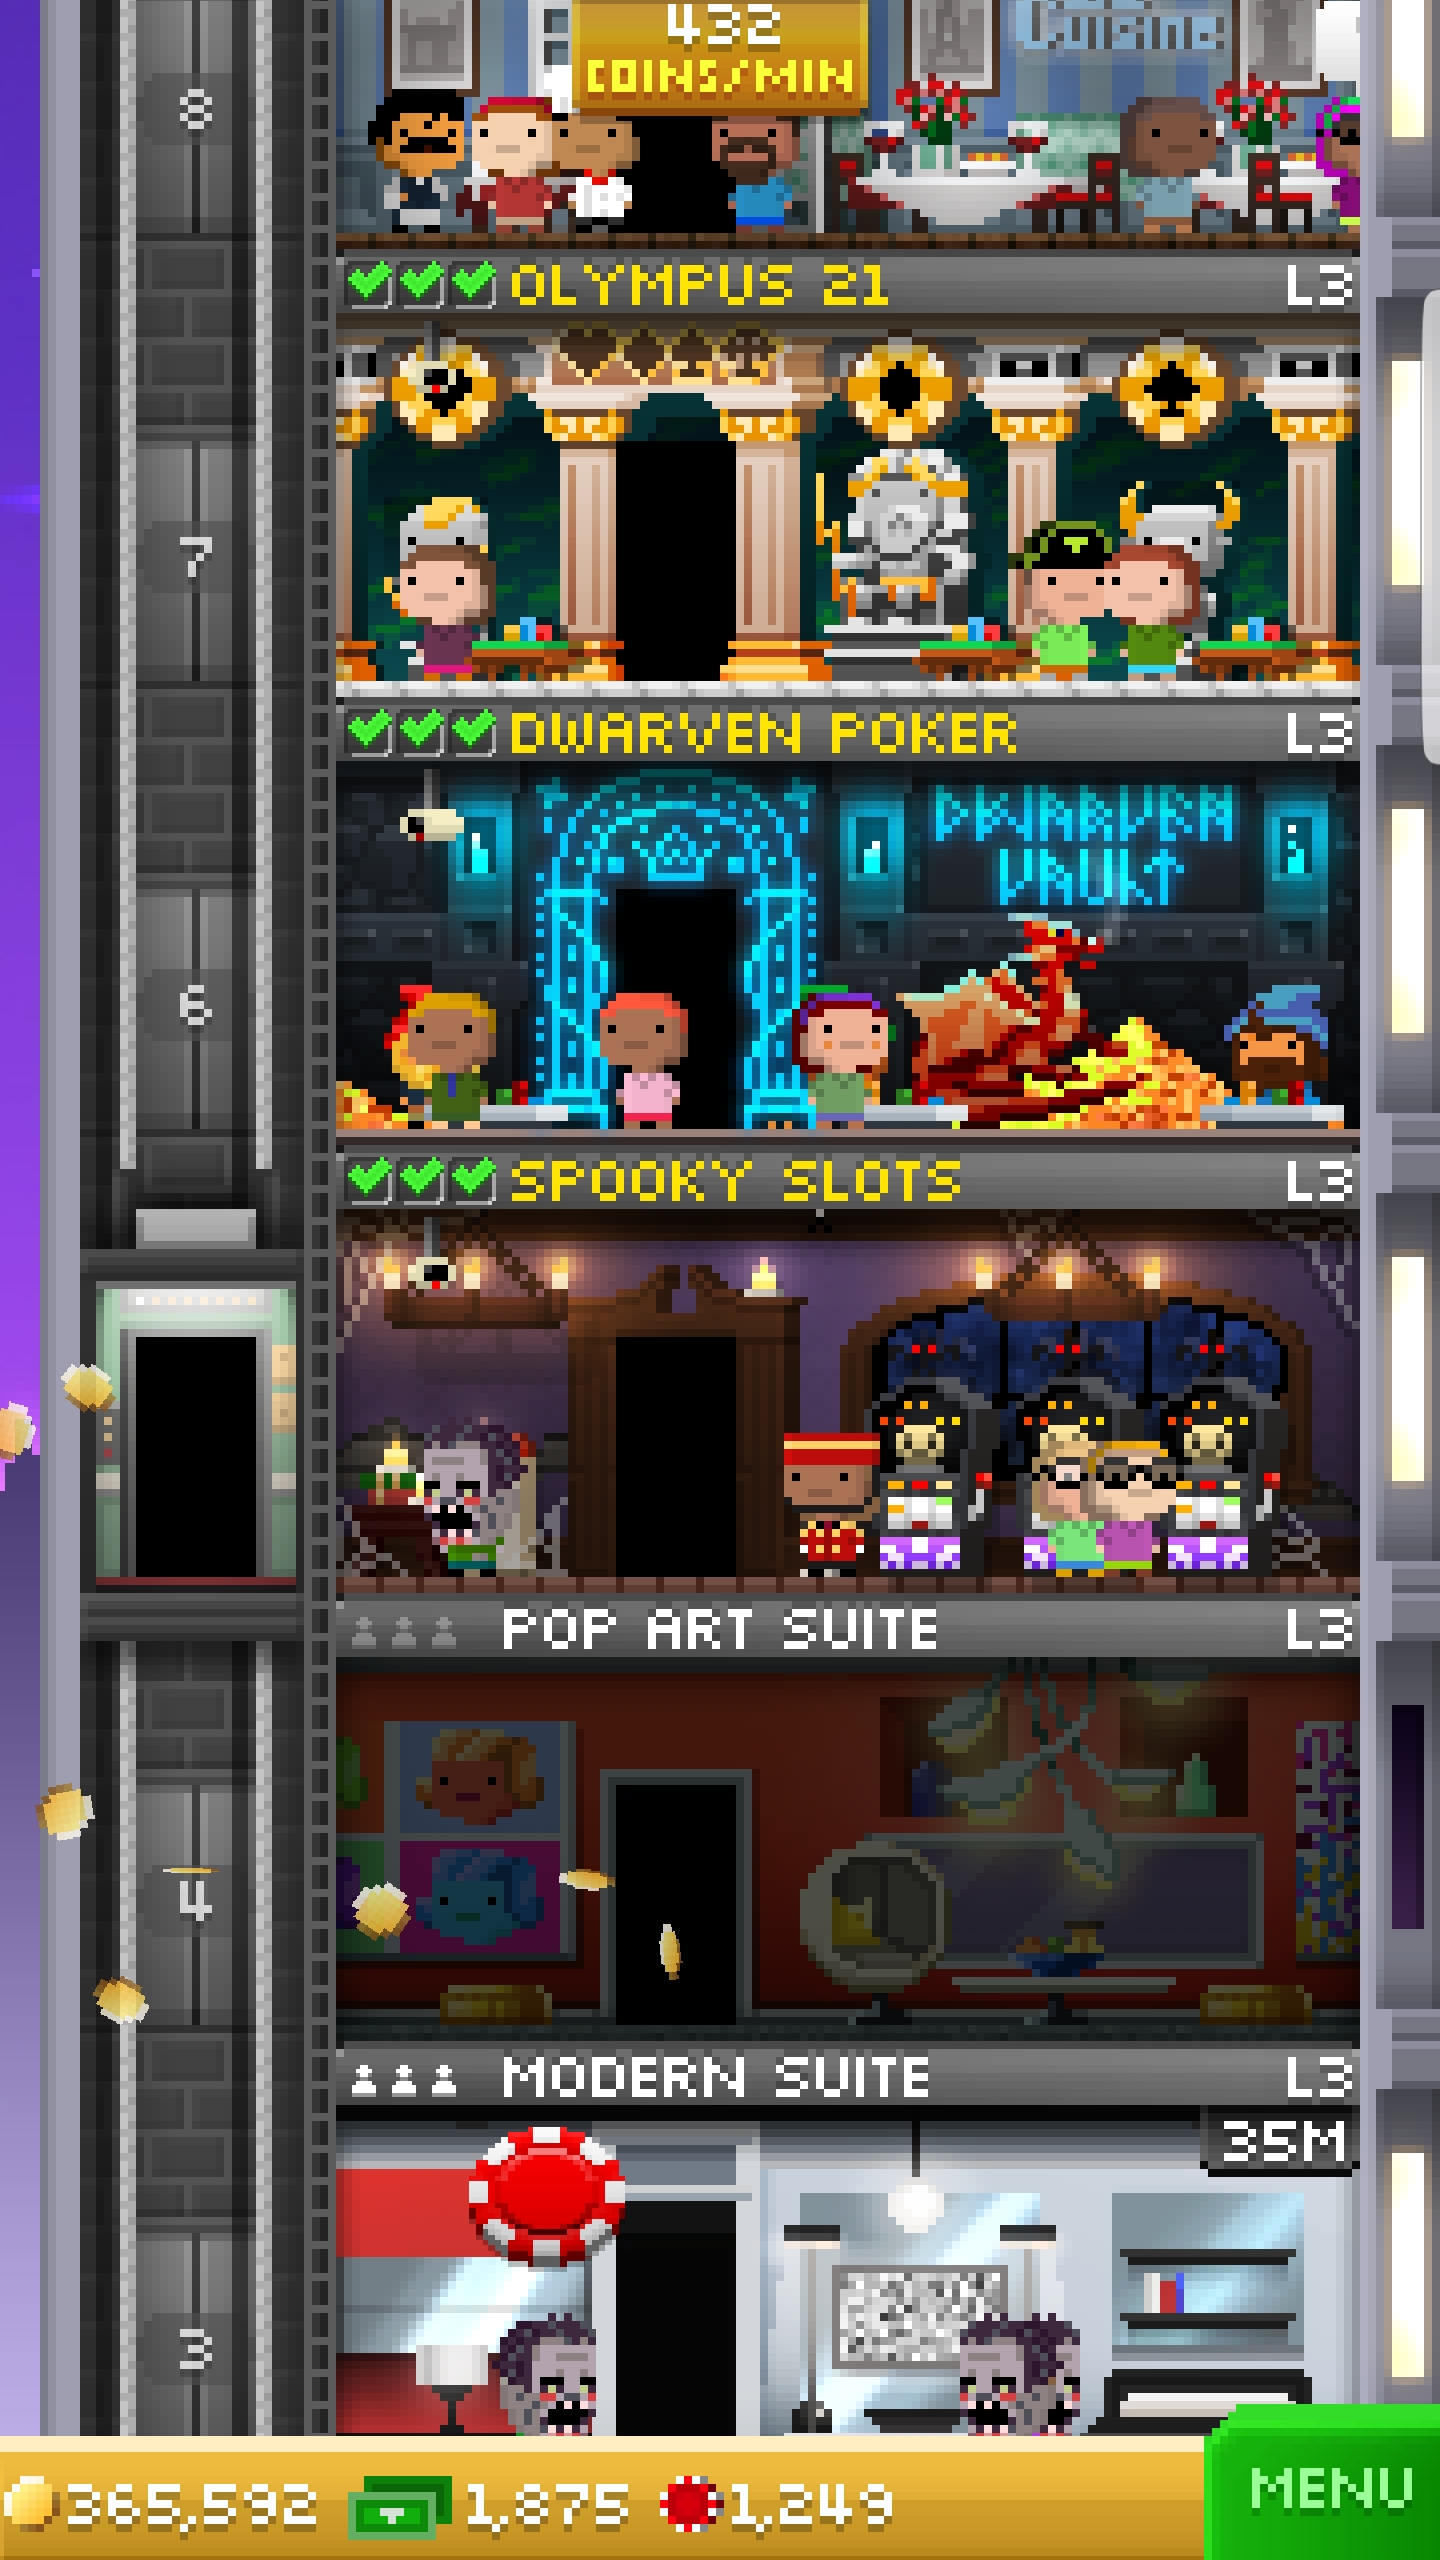 432
COINS/MIN
Cuisine
8
OLYMPUS 21 L3
7
DWARVEN POKER L3
DWARVEN
VAULT
6
SPOOKY SLOTS L3
POP ART SUITE L3
4
MODERN SUITE L3
35M
3
365,592 1,875 1,249
MENU